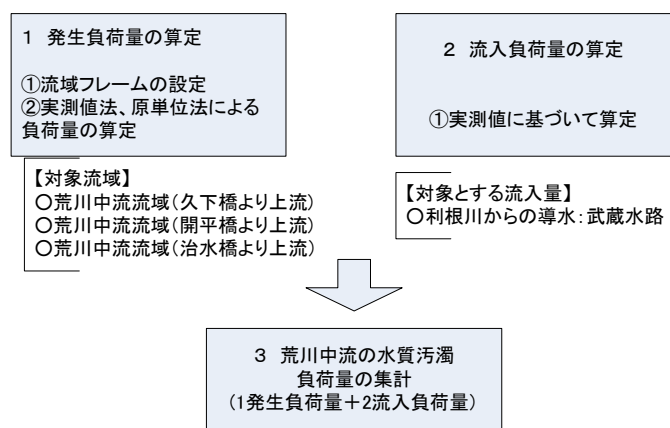 1 発生負荷量の算定
①流域フレームの設定
②実測値法、原単位法による
負荷量の算定
【対象流域】
○荒川中流流域(久下橋より上流)
○荒川中流流域(開平橋より上流)
○荒川中流流域(治水橋より上流)
2 流入負荷量の算定
①実測値に基づいて算定
【対象とする流入量】
○利根川からの導水:武蔵水路
3 荒川中流の水質汚濁
負荷量の集計
(1発生負荷量+2流入負荷量)